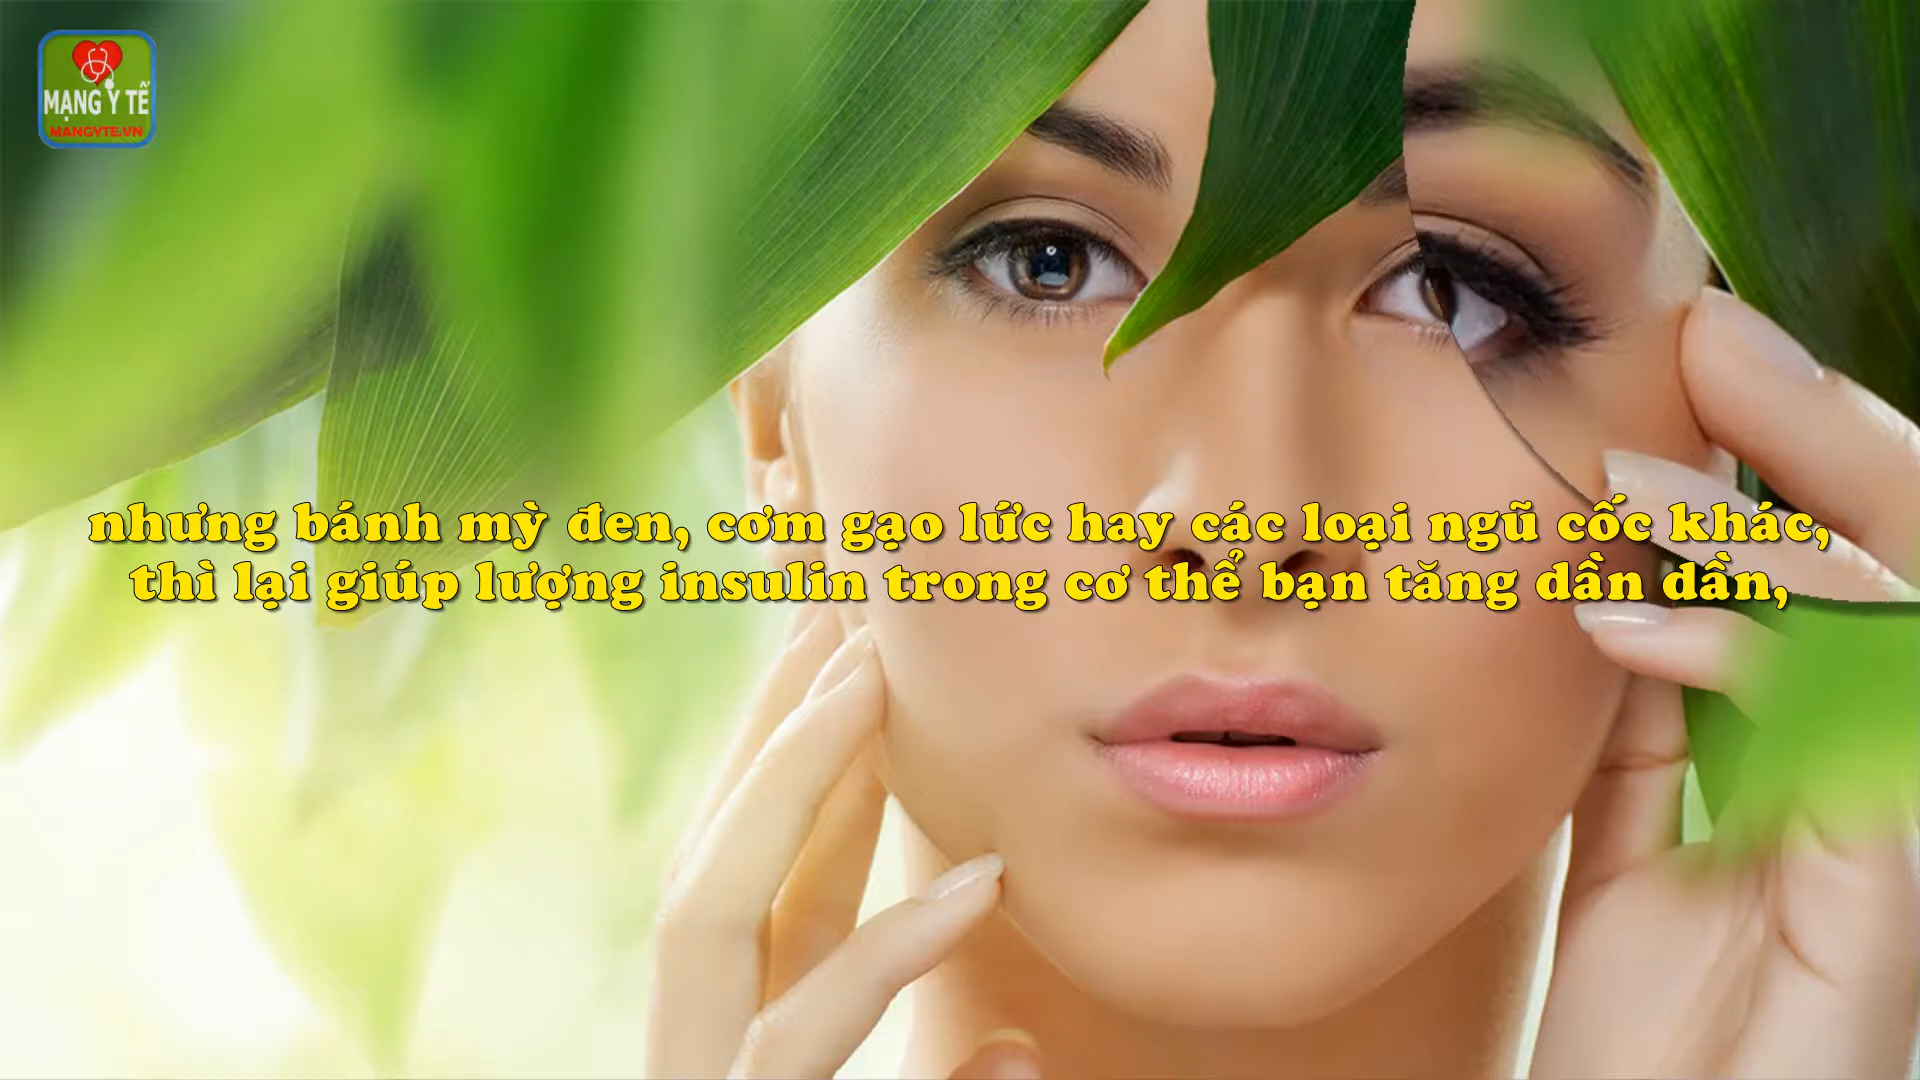 MẠNG Y TẾ
MANGYTE.VN
nhưng bánh mỳ đen, cơm gạo lức hay các loại ngũ cốc khác,
thì lại giúp lượng insulin trong cơ thể bạn tăng dần dần,